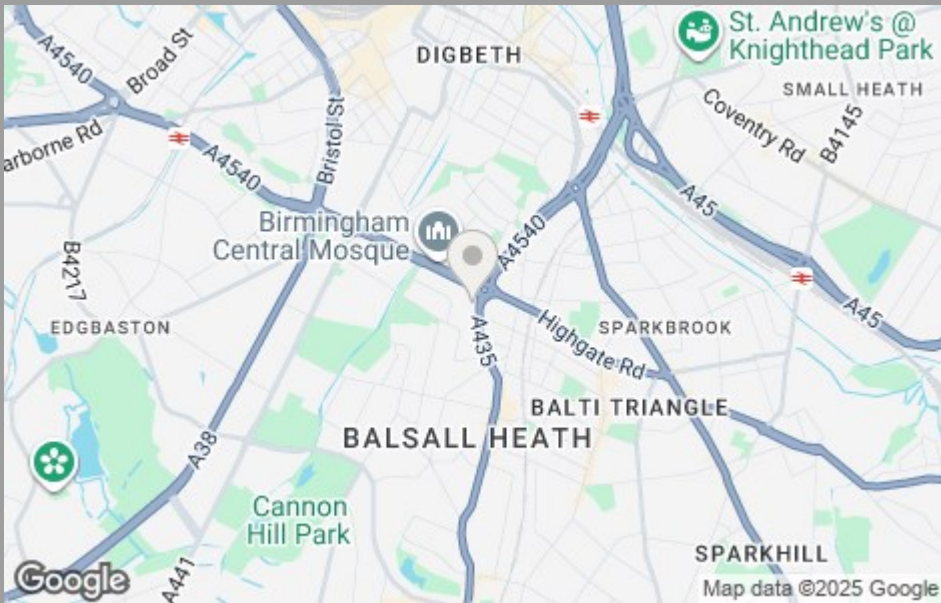 St. Andrew's @
Knighthead Park
DIGBETH
A4540
Broad St
SMALL HEATH
Coventry Rd
B4145
arborne Rd
Bristol St
A4540
A45
Birmingham
Central Mosque
A4540
B4217
EDGBASTON
A435
Highgate Rd
SPARKBROOK
A45
BALTI TRIANGLE
BALSALL HEATH
A38
Cannon
Hill Park
SPARKHILL
A441
Google
Map data ©2025 Google